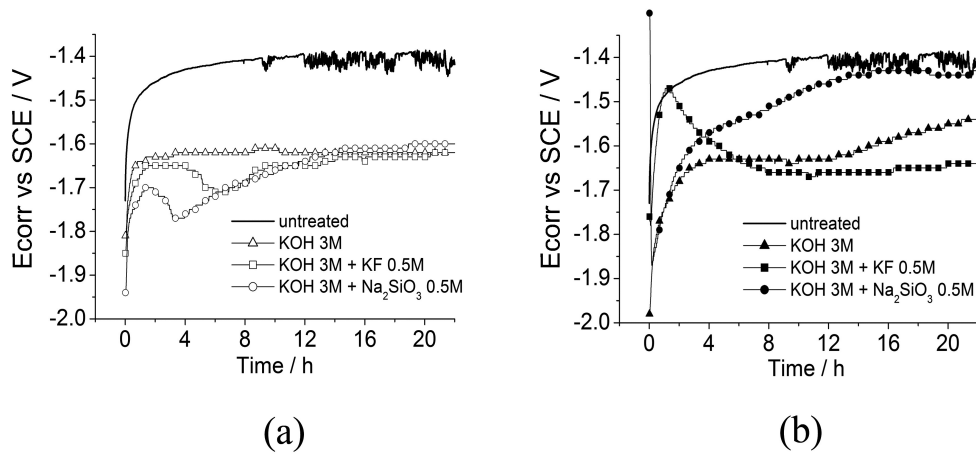 -1.4
-1.5
-1.6
-1.7
-1.8
-1.9
-2.0
Ecorr vs SCE / V
0 4 8 12 16 20
Time / h
untreated
KOH 3M
KOH 3M + KF 0.5M
KOH 3M + Na₂SiO₃ 0.5M
(a)
-1.4
-1.5
-1.6
-1.7
-1.8
-1.9
-2.0
Ecorr vs SCE / V
0 4 8 12 16 20
Time / h
untreated
KOH 3M
KOH 3M + KF 0.5M
KOH 3M + Na₂SiO₃ 0.5M
(b)